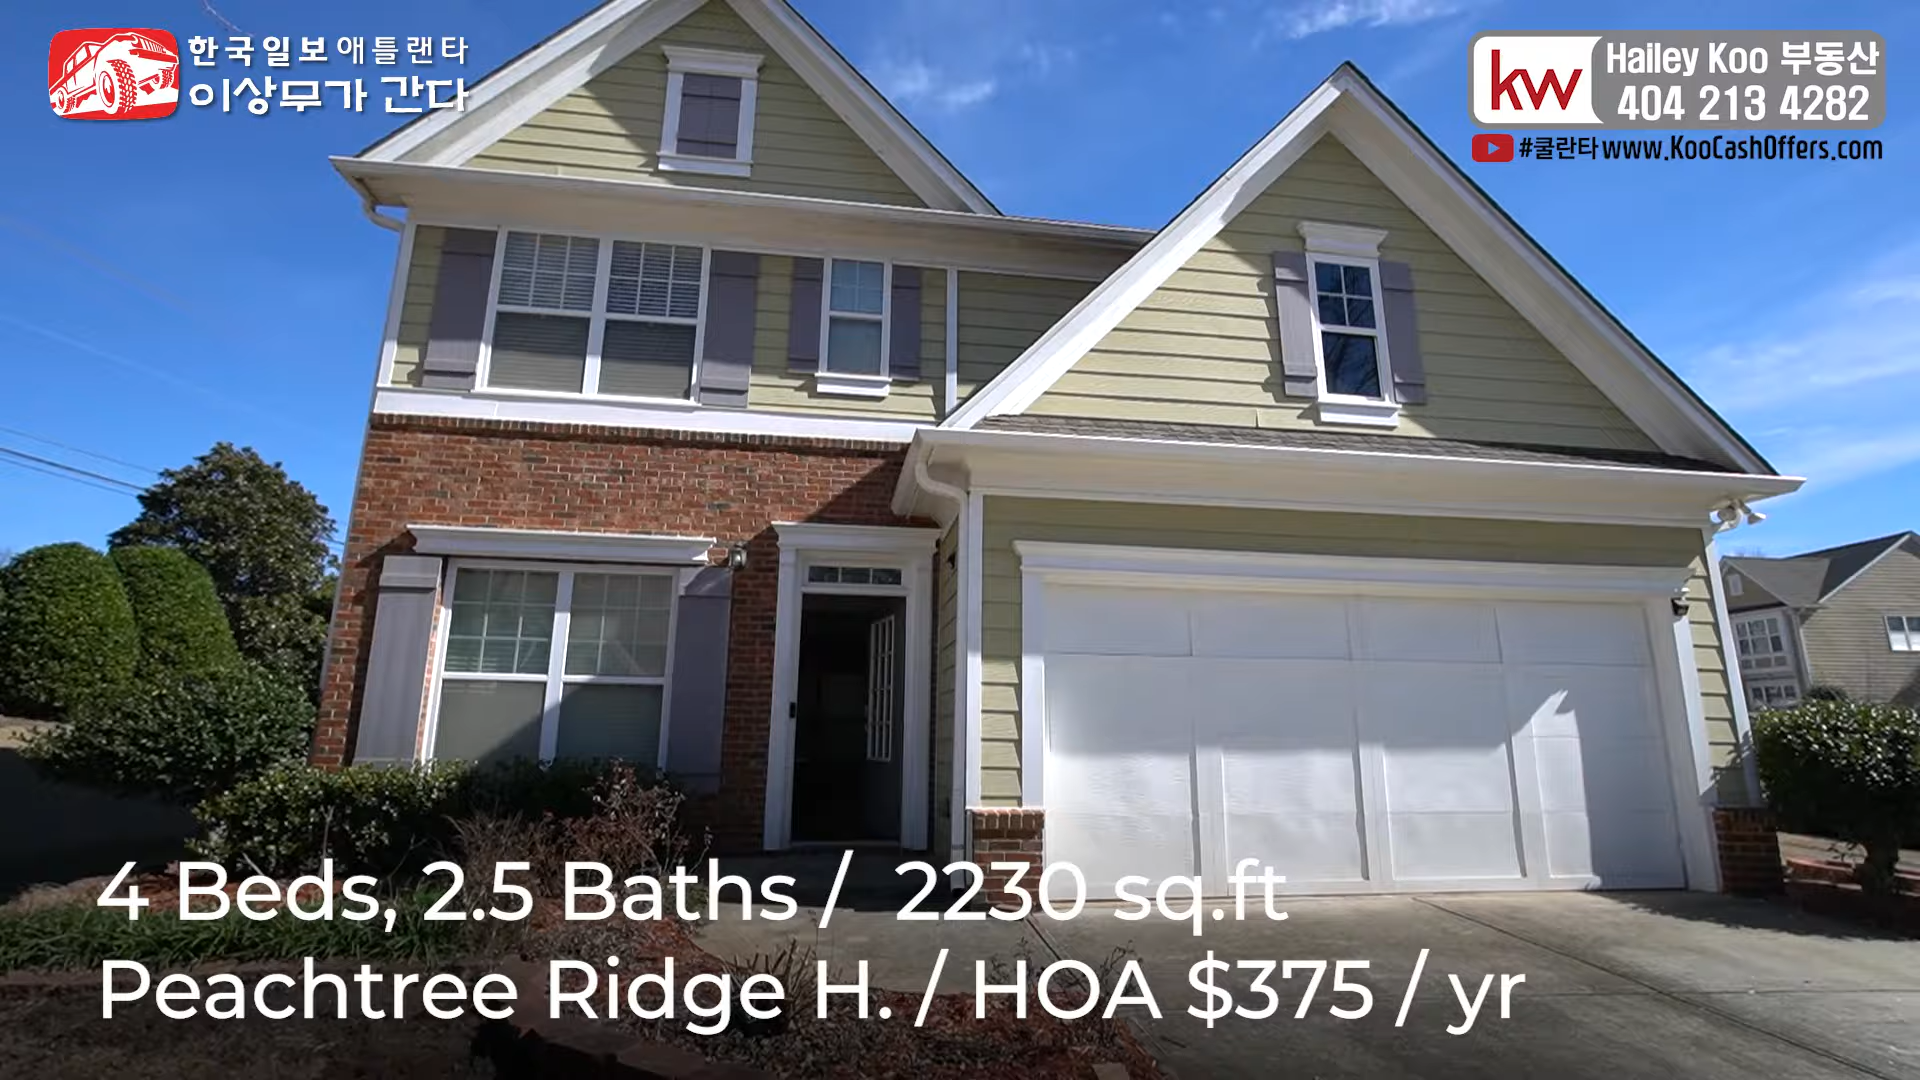 한국일보애틀랜타
이상무가 간다
kw
Hailey Koo 부동산
404 213 4282
#쿨란타 www.KooCashOffers.com
4 Beds, 2.5 Baths / 2230 sq.ft
Peachtree Ridge H. / HOA $375 / yr